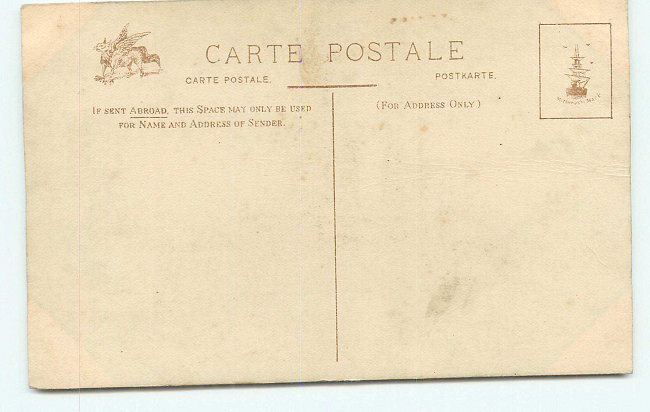 CARTE POSTALE
CARTE POSTALE.
POSTKARTE.
IF SENT ABROAD, THIS SPACE MAY ONLY BE USED
FOR NAME AND ADDRESS OF SENDER.
(FOR ADDRESS ONLY)